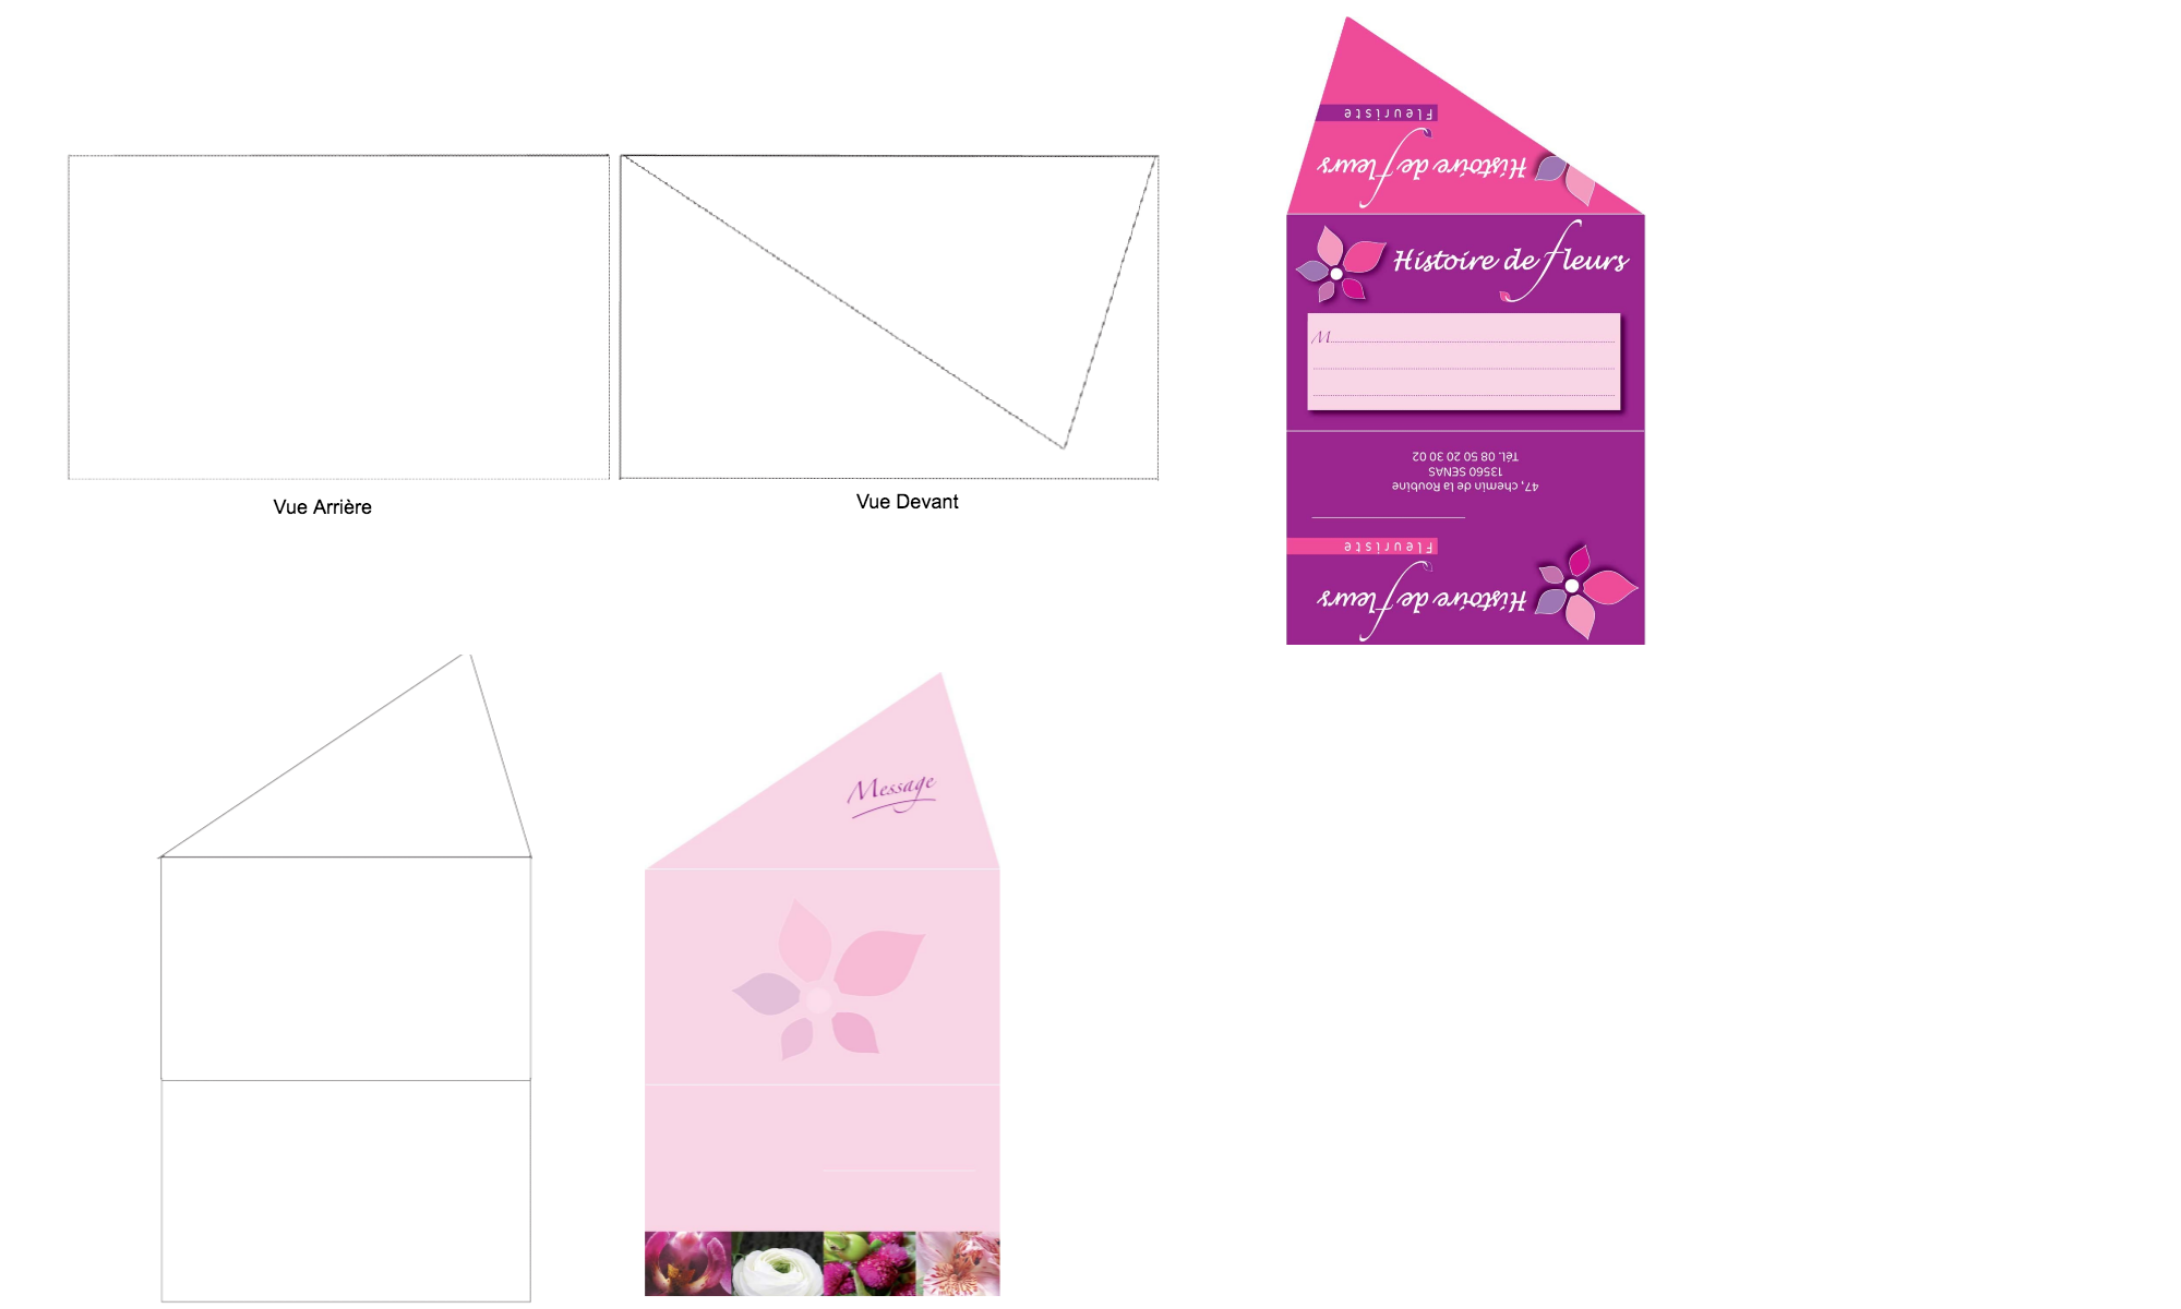 Vue Arrière
Vue Devant
Fleuriste
Histoire de fleurs
Histoire de fleurs
M
Tél. 08 50 20 30 02
13560 SENAS
47, chemin de la Roubine
Fleuriste
Histoire de fleurs
Message